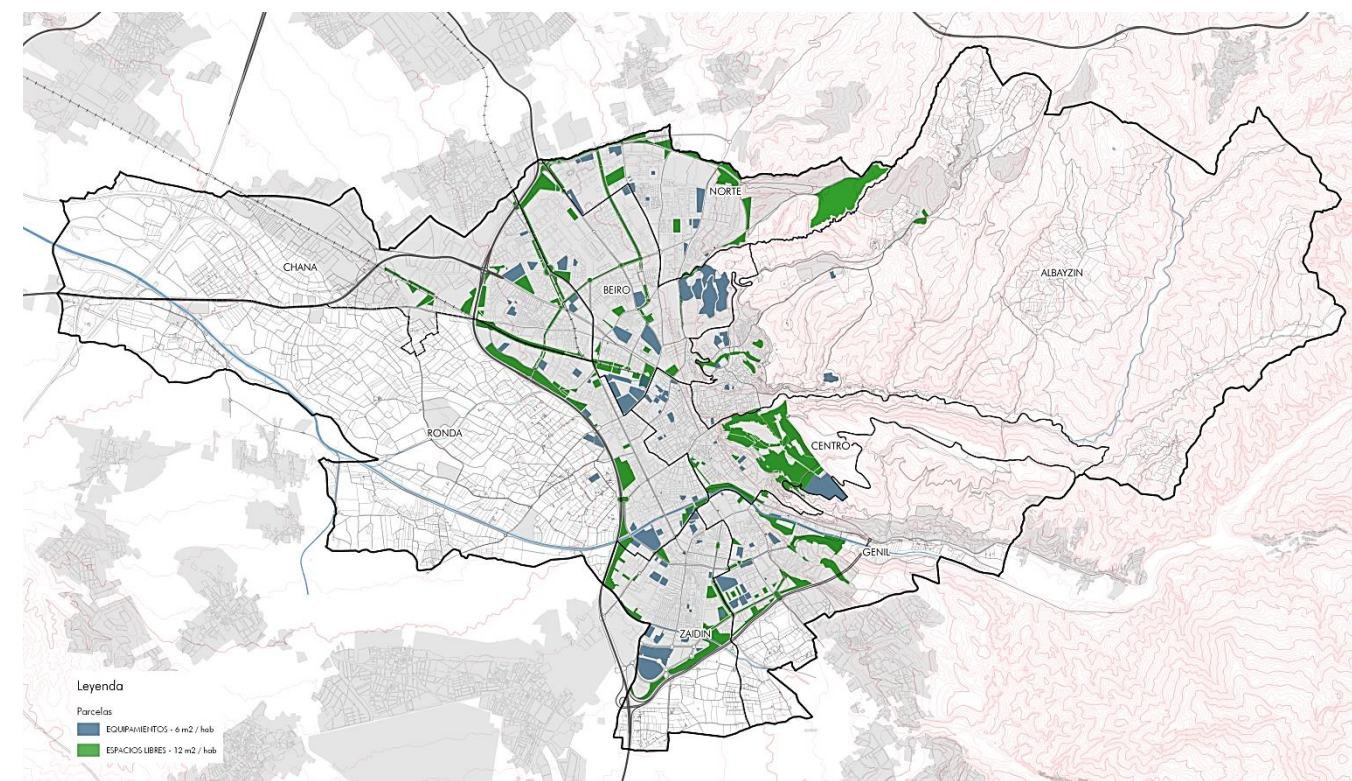 NORTE
CHANA
ALBAYZIN
BEIRO
RONDA
CENTRO
GENIL
ZAIDIN
Leyenda
Parcelas
EQUIPAMIENTOS - 6 m2 / hab
ESPACIOS LIBRES - 12 m2 / hab